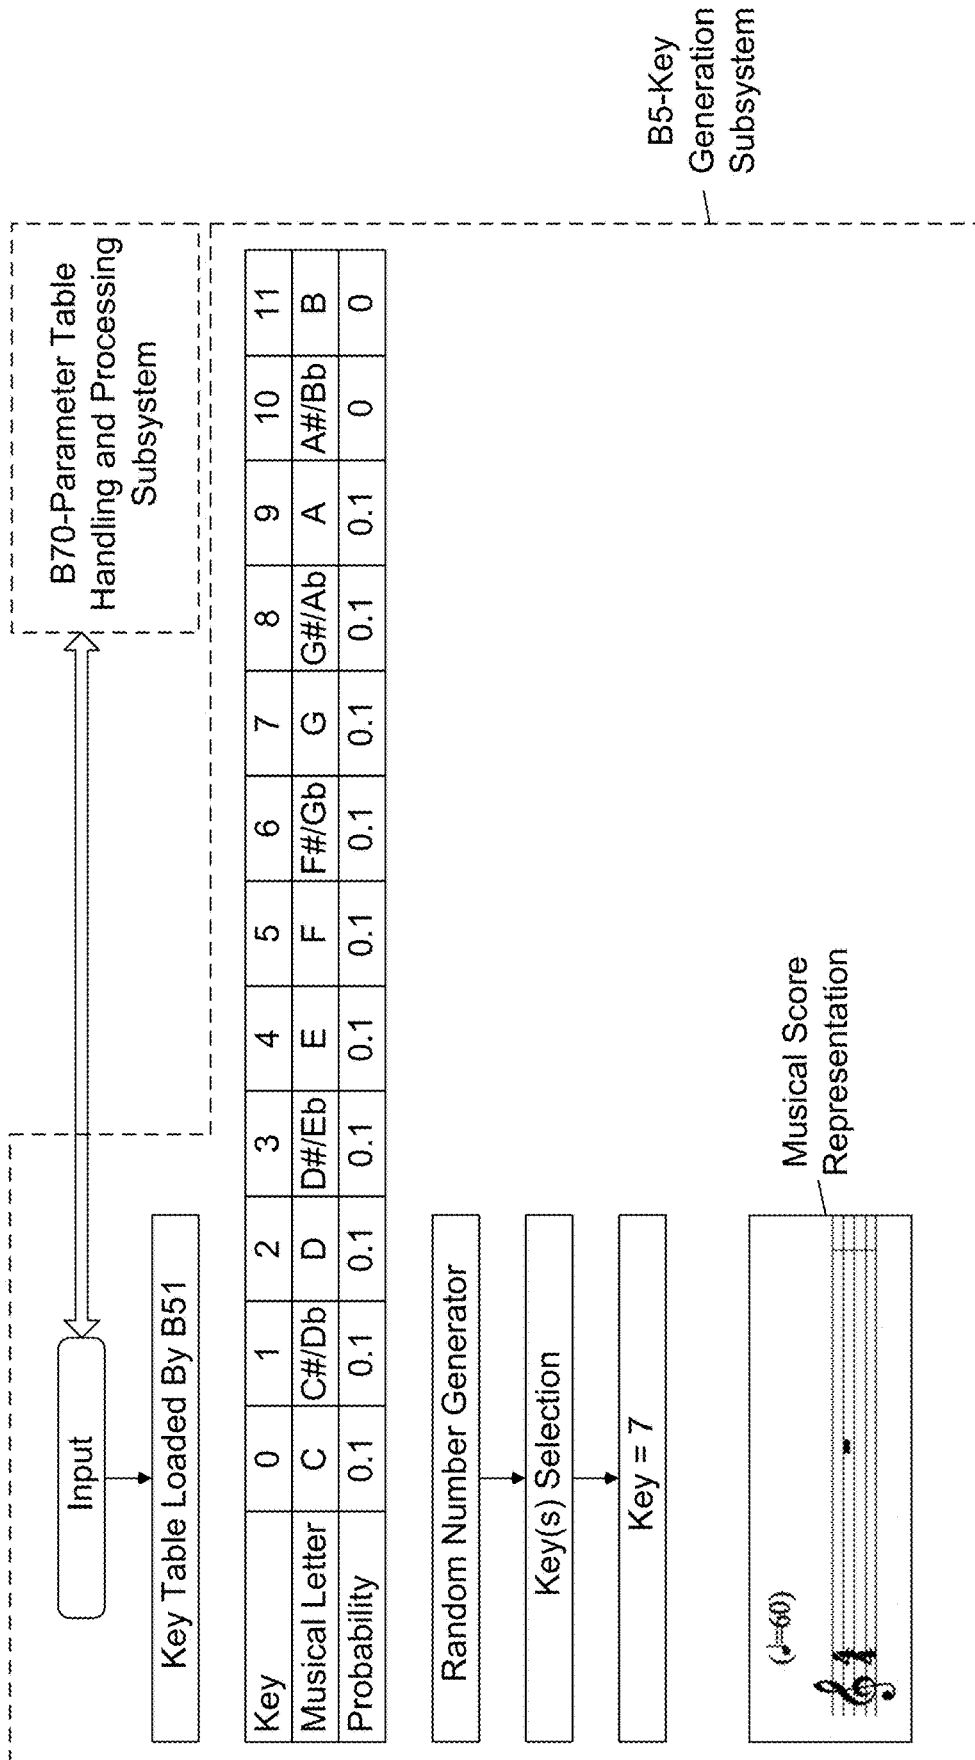 B70-Parameter Table
Handling and Processing
Subsystem
Input
Key Table Loaded By B51
Key 0 1 2 3 4 5 6 7 8 9 10 11
Musical Letter C C#/Db D D#/Eb E F F#/Gb G G#/Ab A A#/Bb B
Probability 0.1 0.1 0.1 0.1 0.1 0.1 0.1 0.1 0.1 0.1 0 0
B5-Key
Generation
Subsystem
Random Number Generator
Key(s) Selection
Key = 7
Musical Score
Representation
(♩=60)
4
4